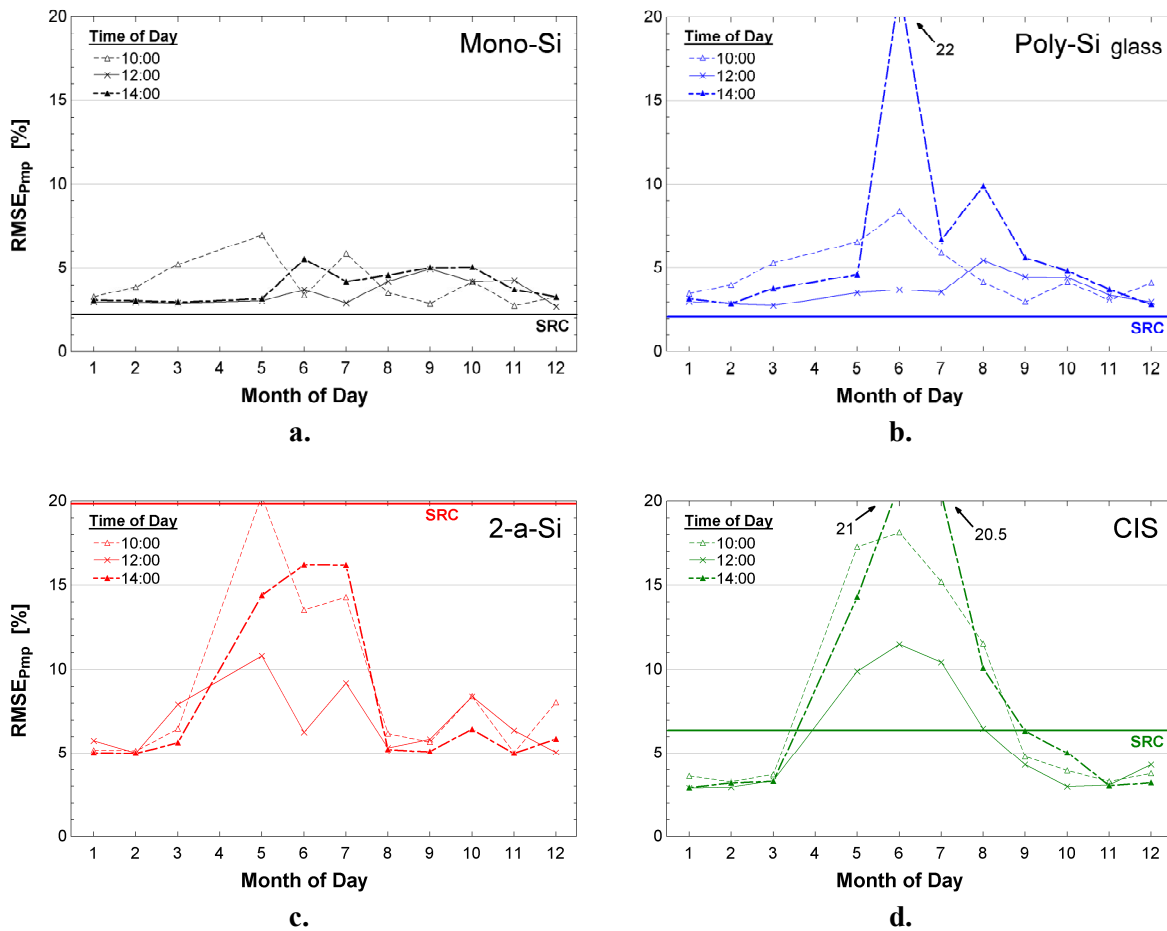 20
15
10
5
0
RMSEPmp [%]
Time of Day
10:00
12:00
14:00
Mono-Si
SRC
1 2 3 4 5 6 7 8 9 10 11 12
Month of Day
a.
20
15
10
5
0
Time of Day
10:00
12:00
14:00
22
Poly-Si glass
SRC
1 2 3 4 5 6 7 8 9 10 11 12
Month of Day
b.
20
15
10
5
0
RMSEPmp [%]
Time of Day
10:00
12:00
14:00
SRC
2-a-Si
1 2 3 4 5 6 7 8 9 10 11 12
Month of Day
c.
20
15
10
5
0
Time of Day
10:00
12:00
14:00
21
20.5
CIS
SRC
1 2 3 4 5 6 7 8 9 10 11 12
Month of Day
d.